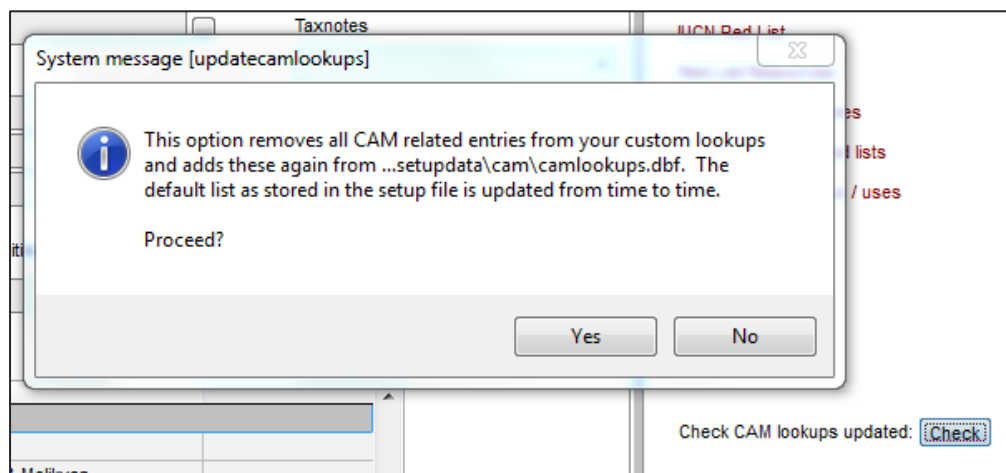 Taxnotes
IUCN Red List
System message [updatecamlookups]
This option removes all CAM related entries from your custom lookups
and adds these again from ...setupdata\cam\camlookups.dbf. The
default list as stored in the setup file is updated from time to time.
Proceed?
lists
/ uses
Yes
No
Check CAM lookups updated: Check